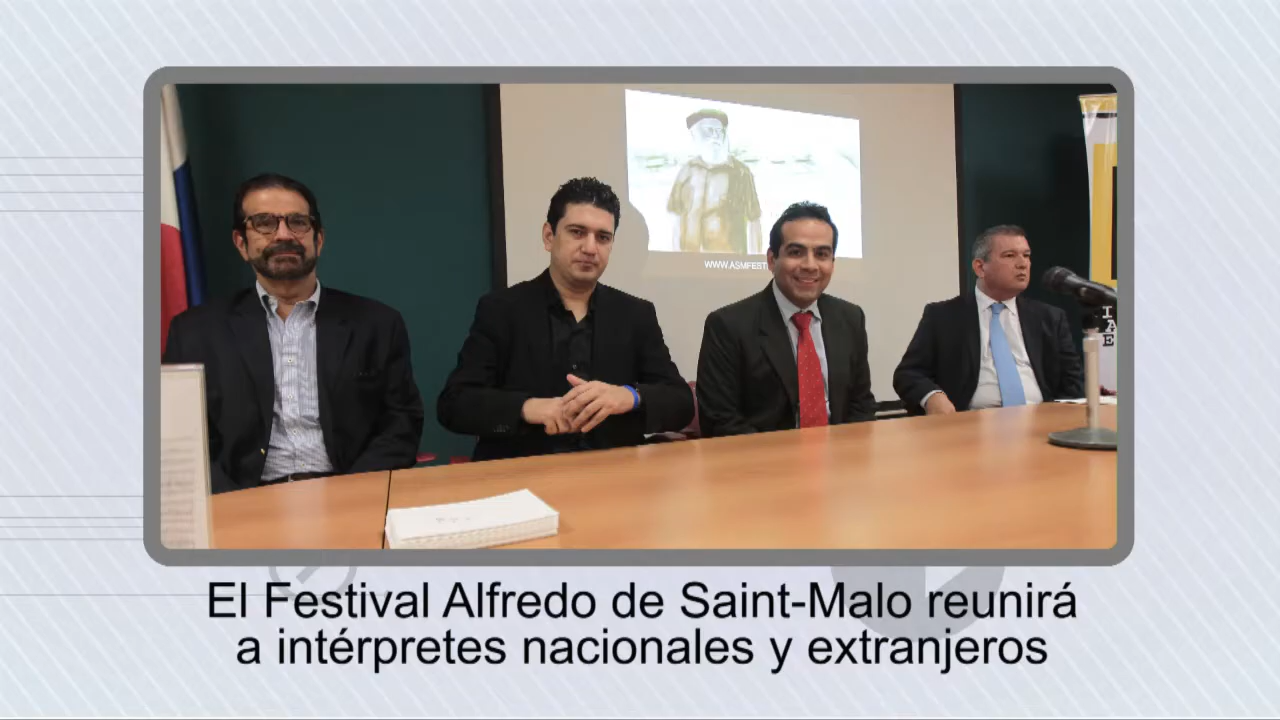 WWW.ASMFEST
I
A
E
El Festival Alfredo de Saint-Malo reunirá
a intérpretes nacionales y extranjeros